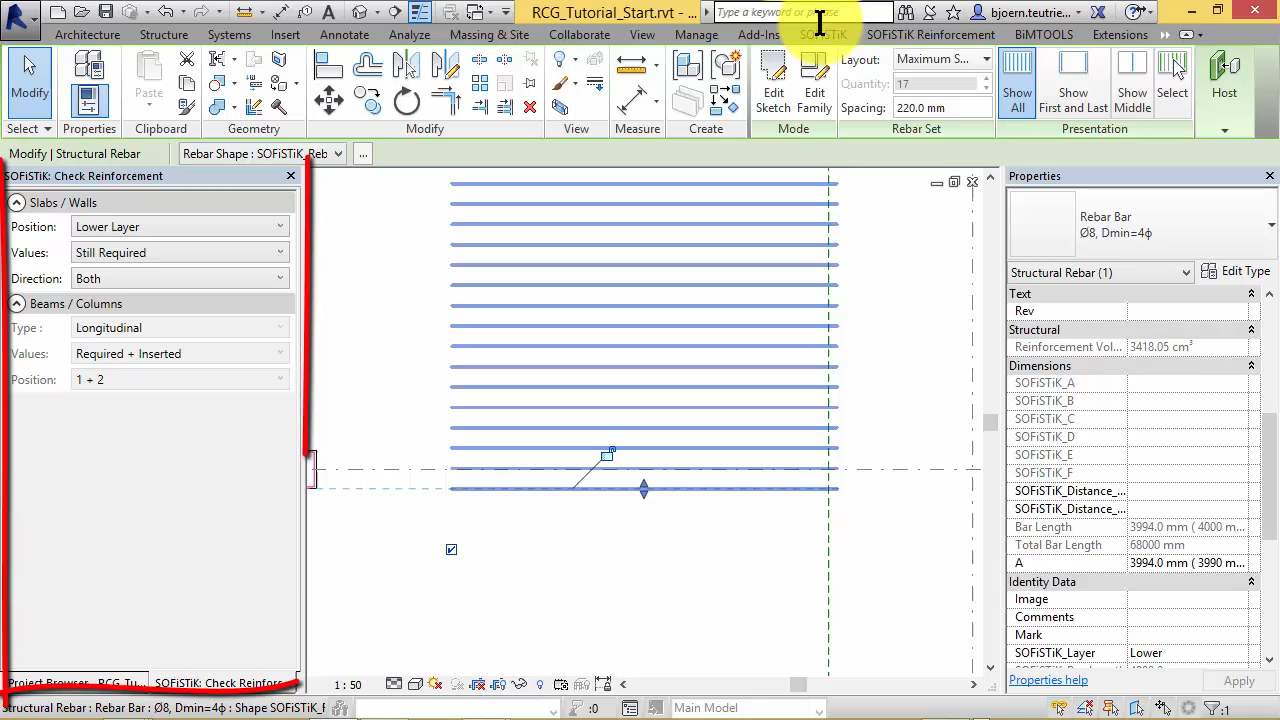 RCG_Tutorial_Start.rvt - ...
Type a keyword or phrase
bjoern.teutrie...
Architecture Structure Systems Insert Annotate Analyze Massing & Site Collaborate View Manage Add-Ins SOFiSTiK SOFiSTiK Reinforcement BiMTOOLS Extensions
Modify
Paste
Edit Sketch
Edit Family
Layout: Maximum S...
Quantity: 17
Spacing: 220.0 mm
Show All
Show First and Last
Show Middle
Select
Host
Select Properties Clipboard Geometry Modify View Measure Create Mode Rebar Set Presentation
Modify | Structural Rebar
Rebar Shape : SOFiSTiK_Reb
...
SOFiSTiK: Check Reinforcement
Slabs / Walls
Position: Lower Layer
Values: Still Required
Direction: Both
Beams / Columns
Type : Longitudinal
Values: Required + Inserted
Position: 1 + 2
Project Browser - RCG_Tu...
SOFiSTiK: Check Reinforc...
1 : 50
Properties
Rebar Bar
Ø8, Dmin=4ϕ
Structural Rebar (1)
Edit Type
Text
Rev
Structural
Reinforcement Vol... 3418.05 cm³
Dimensions
SOFiSTiK_A
SOFiSTiK_B
SOFiSTiK_C
SOFiSTiK_D
SOFiSTiK_E
SOFiSTiK_F
SOFiSTiK_Distance_...
SOFiSTiK_Distance_...
Bar Length 3994.0 mm ( 4000 m...
Total Bar Length 68000 mm
A 3994.0 mm ( 3990 m...
Identity Data
Image
Comments
Mark
SOFiSTiK_Layer Lower
Properties help
Apply
Structural Rebar : Rebar Bar : Ø8, Dmin=4ϕ : Shape SOFiSTiK_F
:0
Main Model
:1